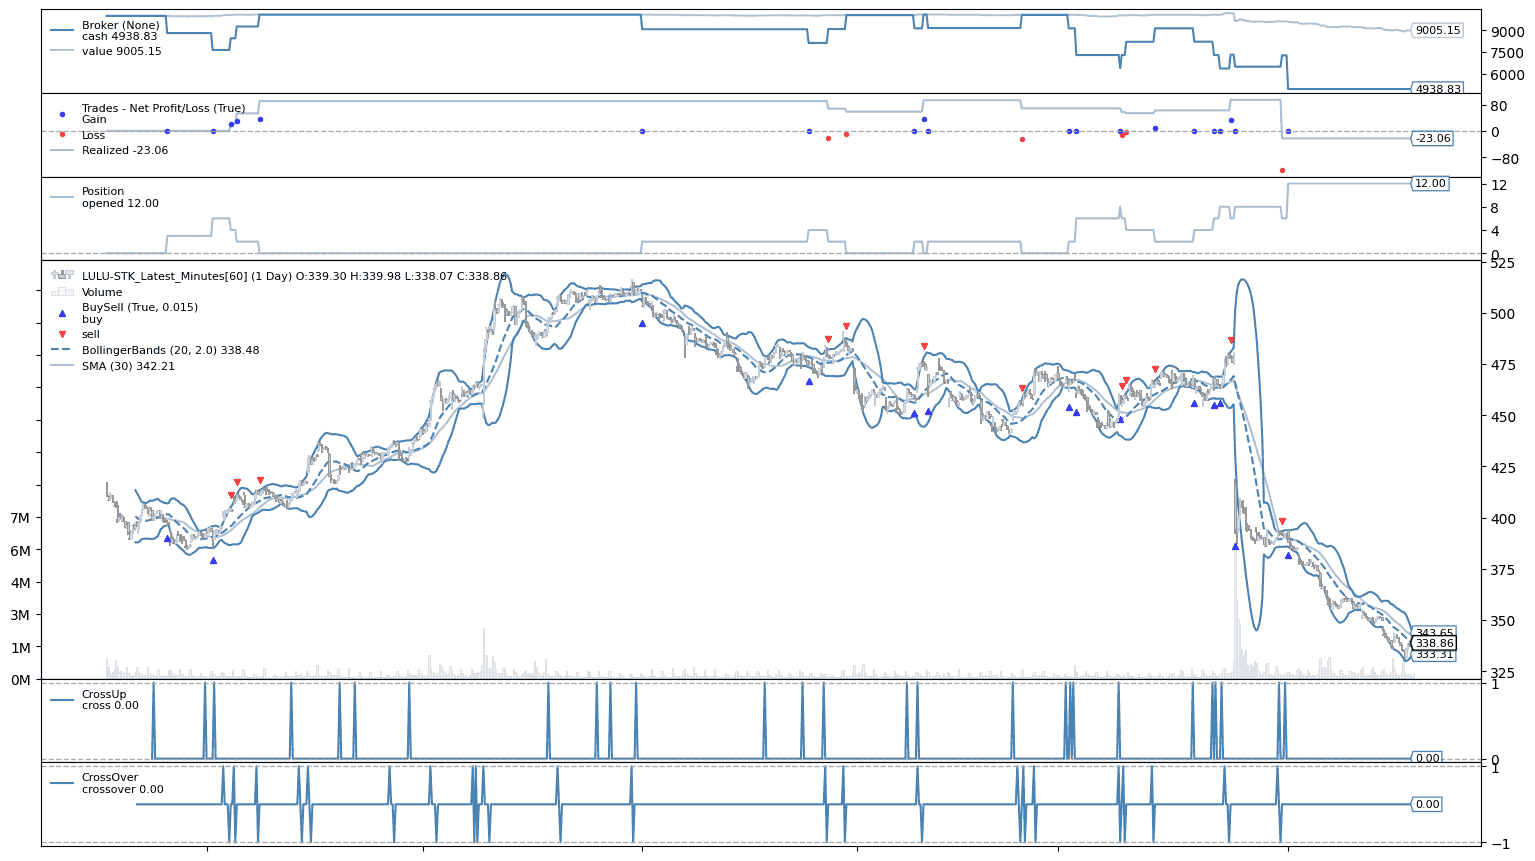 Broker (None)
cash 4938.83
value 9005.15
9005.15
4938.83
9000
7500
6000
Trades - Net Profit/Loss (True)
Gain
Loss
Realized -23.06
-23.06
80
0
−80
Position
opened 12.00
12.00
12
8
4
0
LULU-STK_Latest_Minutes[60] (1 Day) O:339.30 H:339.98 L:338.07 C:338.86
Volume
BuySell (True, 0.015)
buy
sell
BollingerBands (20, 2.0) 338.48
SMA (30) 342.21
7M
6M
4M
3M
1M
0M
525
500
475
450
425
400
375
350
325
343.65
338.86
333.31
CrossUp
cross 0.00
0.00
1
0
CrossOver
crossover 0.00
0.00
1
−1